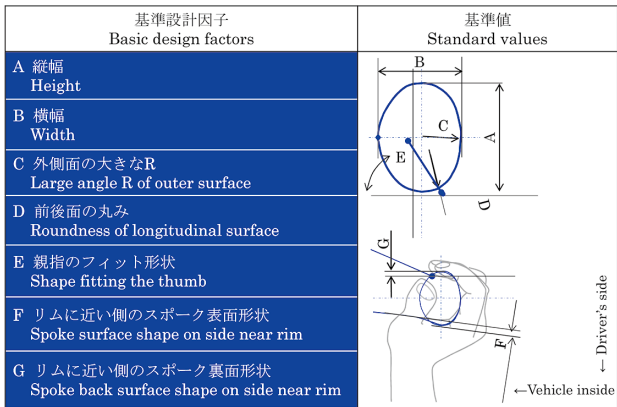 基準設計因子
Basic design factors
基準値
Standard values
A 縦幅
Height
B 横幅
Width
C 外側面の大きなR
Large angle R of outer surface
D 前後面の丸み
Roundness of longitudinal surface
E 親指のフィット形状
Shape fitting the thumb
F リムに近い側のスポーク表面形状
Spoke surface shape on side near rim
G リムに近い側のスポーク裏面形状
Spoke back surface shape on side near rim
B
C
A
E
D
G
F
← Driver's side
←Vehicle inside